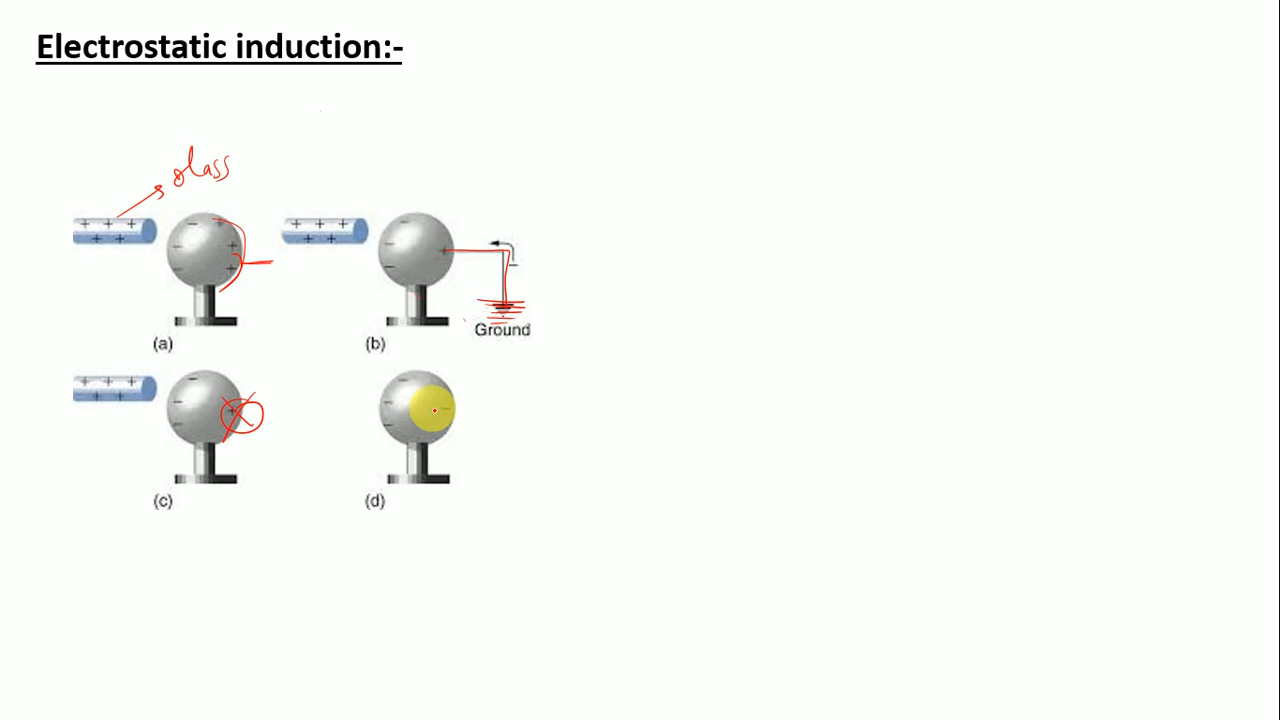 Electrostatic induction:-
glass
(a)
(b)
Ground
(c)
(d)